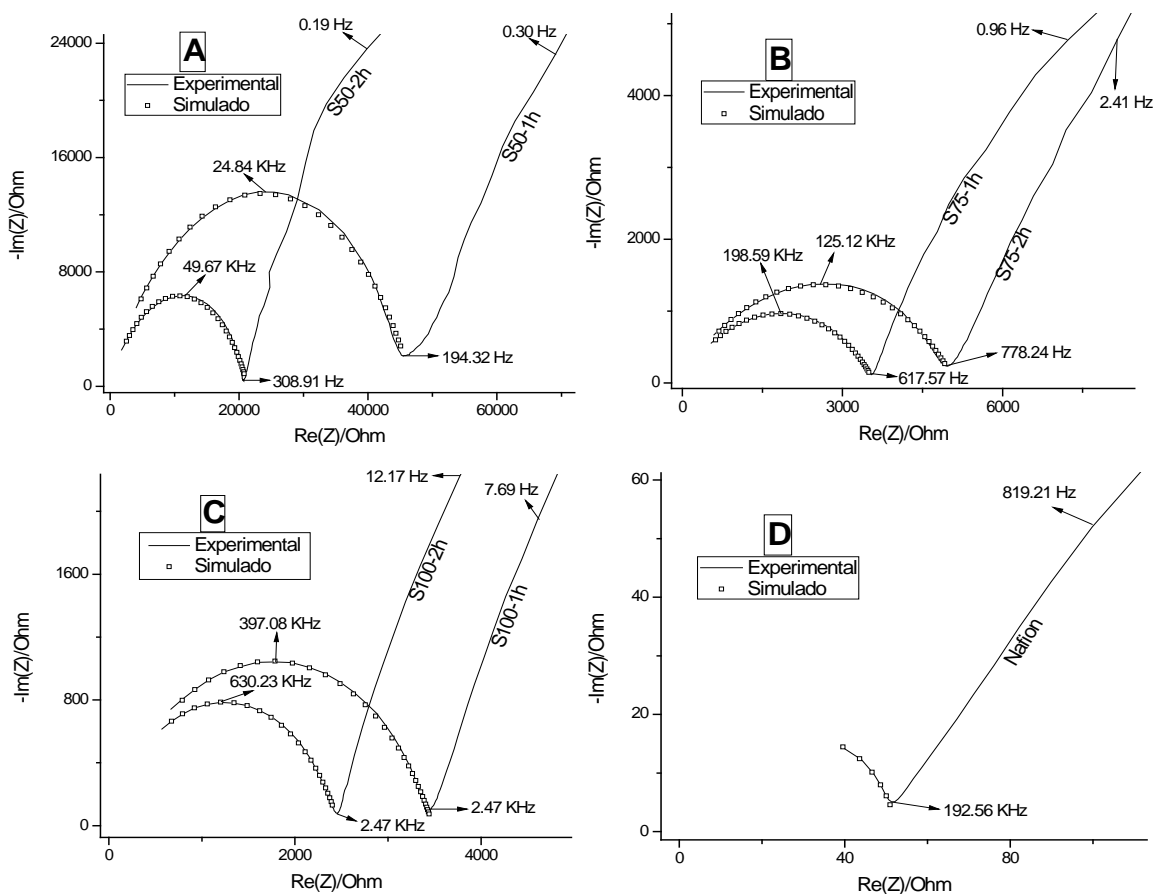 A
Experimental
Simulado
0.19 Hz
0.30 Hz
S50-2h
S50-1h
24.84 KHz
49.67 KHz
194.32 Hz
308.91 Hz
24000
16000
8000
0
-Im(Z)/Ohm
0
20000
40000
60000
Re(Z)/Ohm
B
Experimental
Simulado
0.96 Hz
2.41 Hz
S75-1h
S75-2h
198.59 KHz
125.12 KHz
778.24 Hz
617.57 Hz
4000
2000
0
-Im(Z)/Ohm
0
3000
6000
Re(Z)/Ohm
C
Experimental
Simulado
12.17 Hz
7.69 Hz
S100-2h
S100-1h
397.08 KHz
630.23 KHz
2.47 KHz
2.47 KHz
1600
800
0
-Im(Z)/Ohm
0
2000
4000
Re(Z)/Ohm
D
Experimental
Simulado
819.21 Hz
Nafion
192.56 KHz
60
40
20
0
-Im(Z)/Ohm
0
40
80
Re(Z)/Ohm